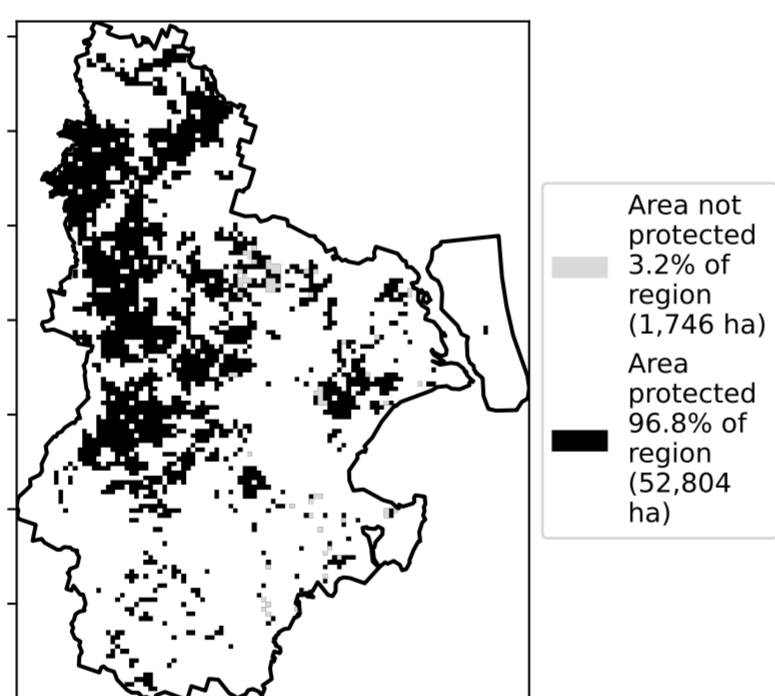 Area not
protected
3.2% of
region
(1,746 ha)
Area
protected
96.8% of
region
(52,804
ha)